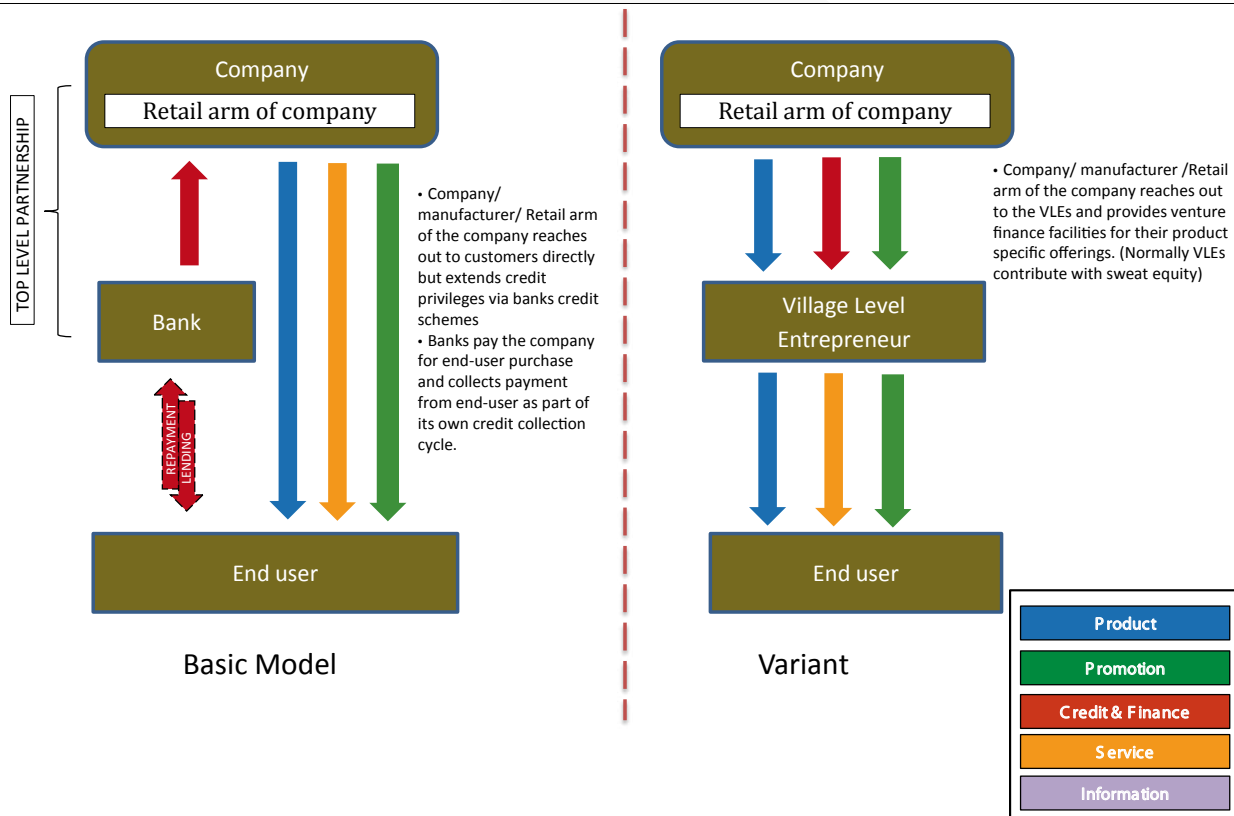 Company
Retail arm of company
TOP LEVEL PARTNERSHIP
Bank
REPAYMENT
LENDING
• Company/
manufacturer/ Retail arm
of the company reaches
out to customers directly
but extends credit
privileges via banks credit
schemes
• Banks pay the company
for end-user purchase
and collects payment
from end-user as part of
its own credit collection
cycle.
End user
Basic Model
Company
Retail arm of company
• Company/ manufacturer /Retail
arm of the company reaches out
to the VLEs and provides venture
finance facilities for their product
specific offerings. (Normally VLEs
contribute with sweat equity)
Village Level
Entrepreneur
End user
Variant
Product
Promotion
Credit & Finance
Service
Information